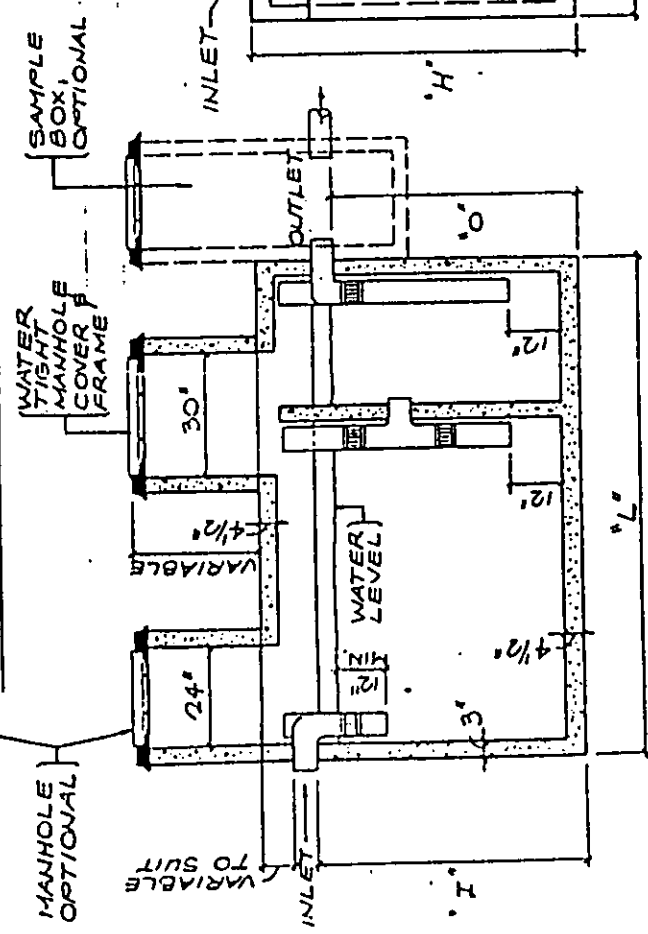 MANHOLE
OPTIONAL
WATER
TIGHT
MANHOLE
COVER &
FRAME
SAMPLE
BOX,
OPTIONAL
INLET
24"
VARIABLE
4½"
30"
OUTLET
"H"
VARIABLE
TO SUIT
INLET
12"
MIN
WATER
LEVEL
"O"
"I"
3"
4½"
12"
12"
"L"